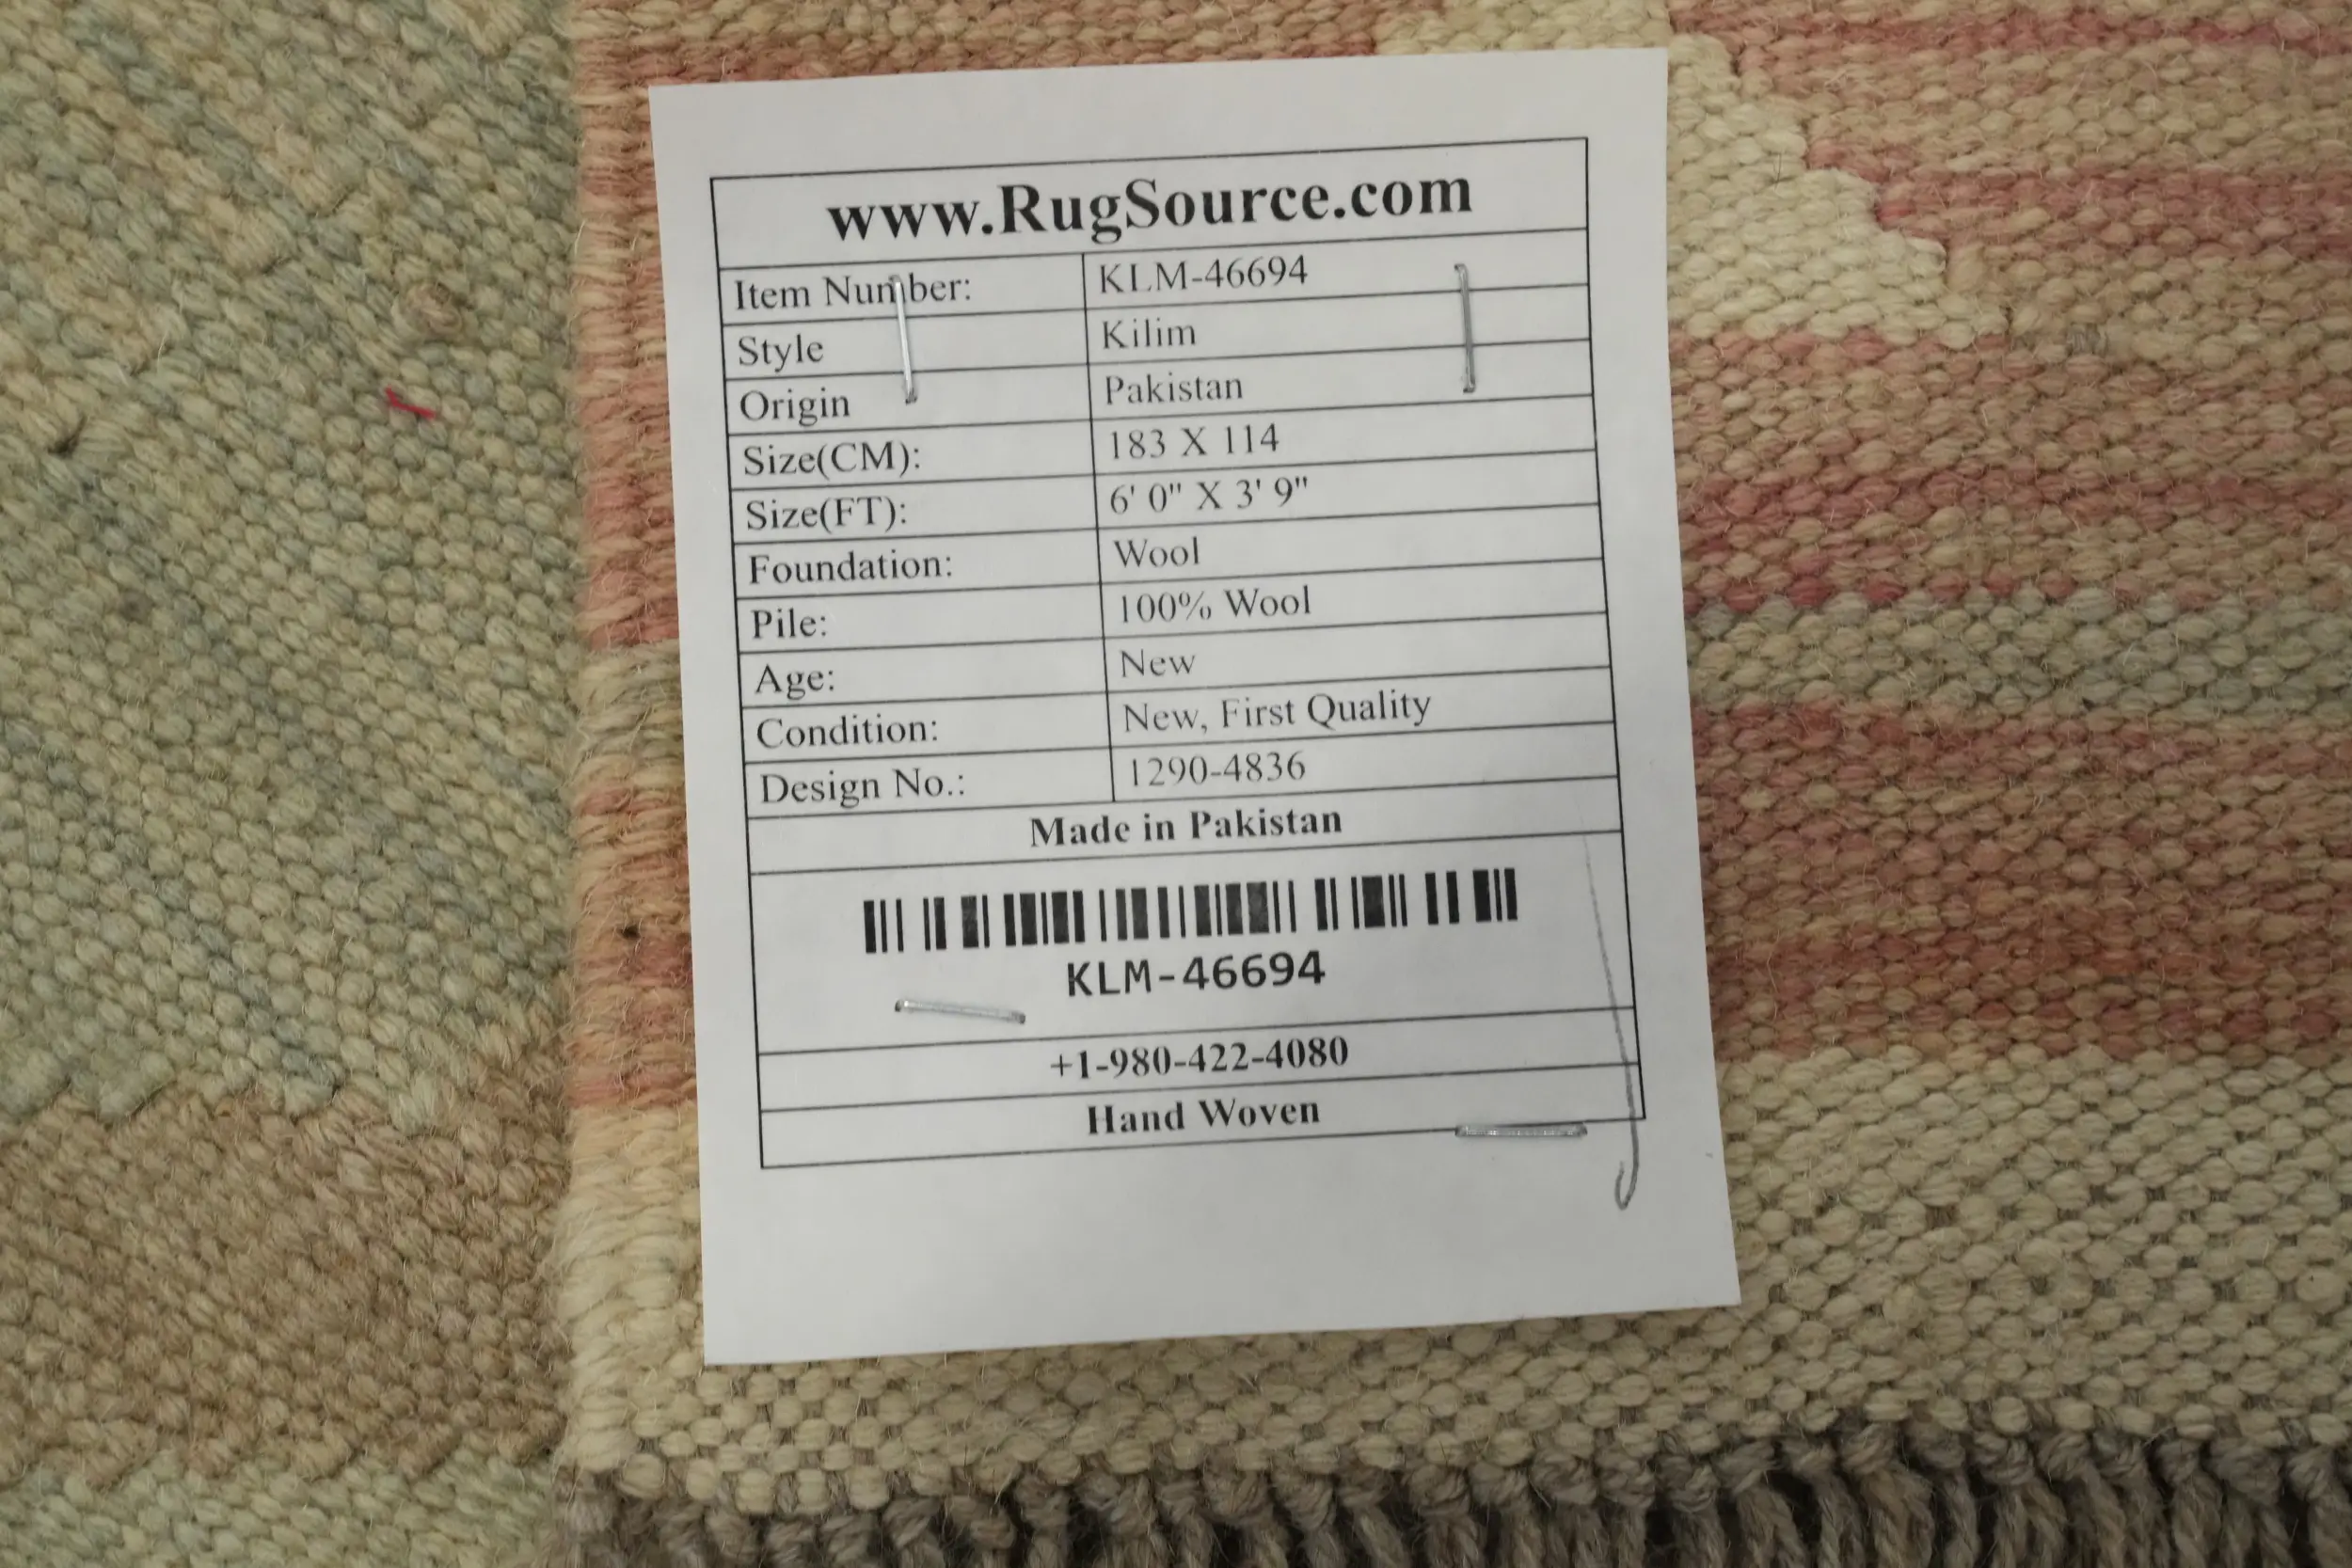 www.RugSource.com
Item Number: KLM-46694
Style Kilim
Origin Pakistan
Size(CM): 183 X 114
Size(FT): 6' 0" X 3' 9"
Foundation: Wool
Pile: 100% Wool
Age: New
Condition: New, First Quality
Design No.: 1290-4836
Made in Pakistan
KLM-46694
+1-980-422-4080
Hand Woven